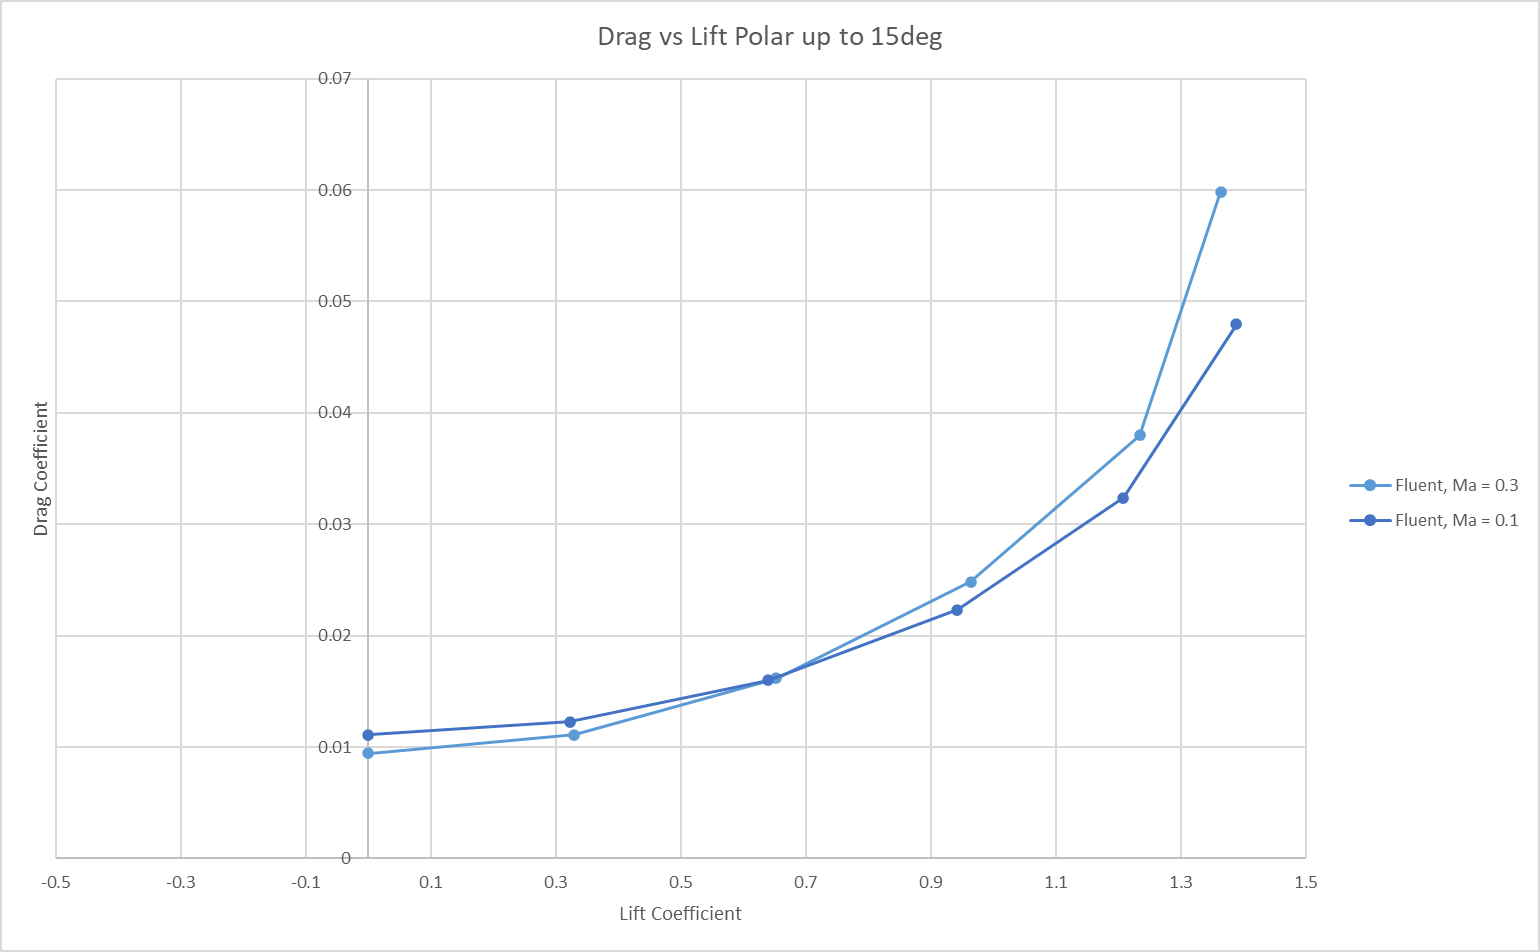 Drag vs Lift Polar up to 15deg
0.07
0.06
0.05
0.04
0.03
0.02
0.01
0
-0.5 -0.3 -0.1 0.1 0.3 0.5 0.7 0.9 1.1 1.3 1.5
Drag Coefficient
Lift Coefficient
Fluent, Ma = 0.3
Fluent, Ma = 0.1